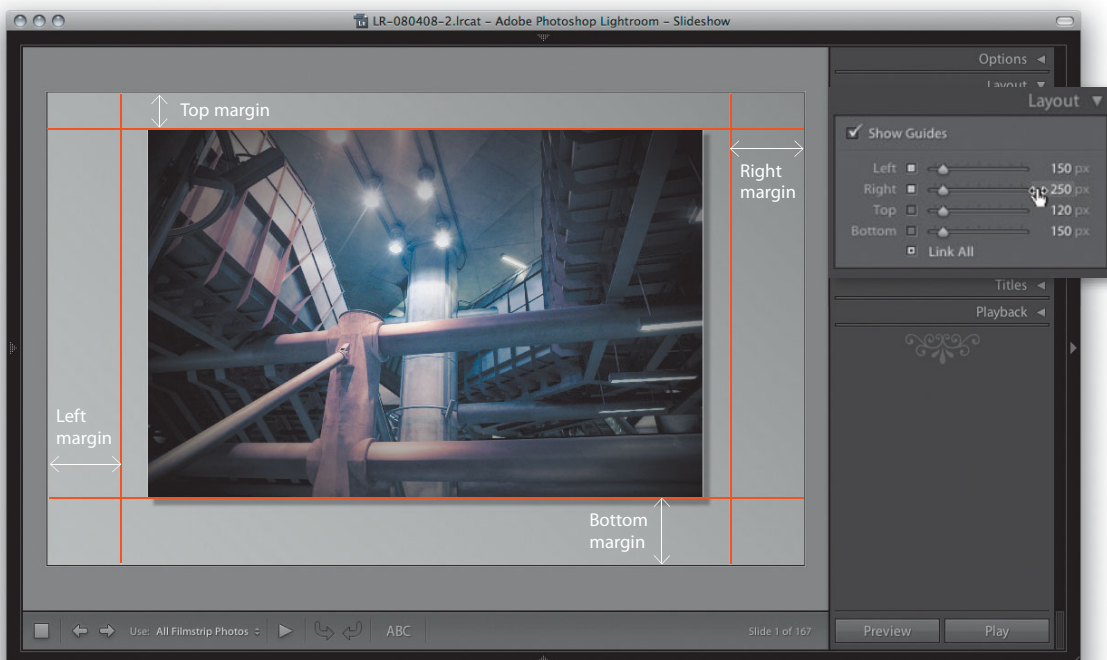 LR-080408-2.lrcat – Adobe Photoshop Lightroom – Slideshow
Options
Layout
Layout
Show Guides
Left 150 px
Right 250 px
Top 120 px
Bottom 150 px
Link All
Titles
Playback
Top margin
Right
margin
Left
margin
Bottom
margin
Use: All Filmstrip Photos
ABC
Slide 1 of 167
Preview
Play